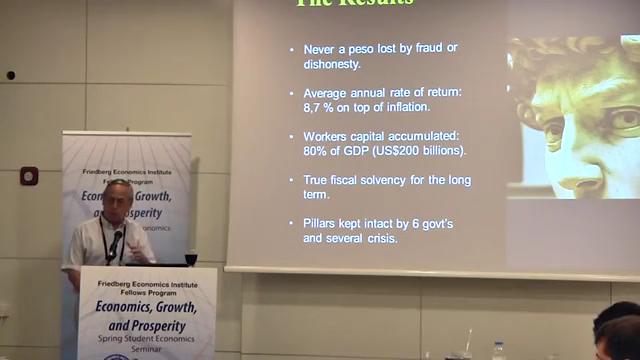 The Results
• Never a peso lost by fraud or
dishonesty.
• Average annual rate of return:
8,7 % on top of inflation.
• Workers capital accumulated:
80% of GDP (US$200 billions).
• True fiscal solvency for the long
term.
• Pillars kept intact by 6 govt's
and several crisis.
Friedberg Economics Institute
Fellows Program
Growth,
and
Prosperity
Economics
Friedberg Economics Institute
Fellows Program
Economics, Growth,
and Prosperity
Spring Student Economics
Seminar